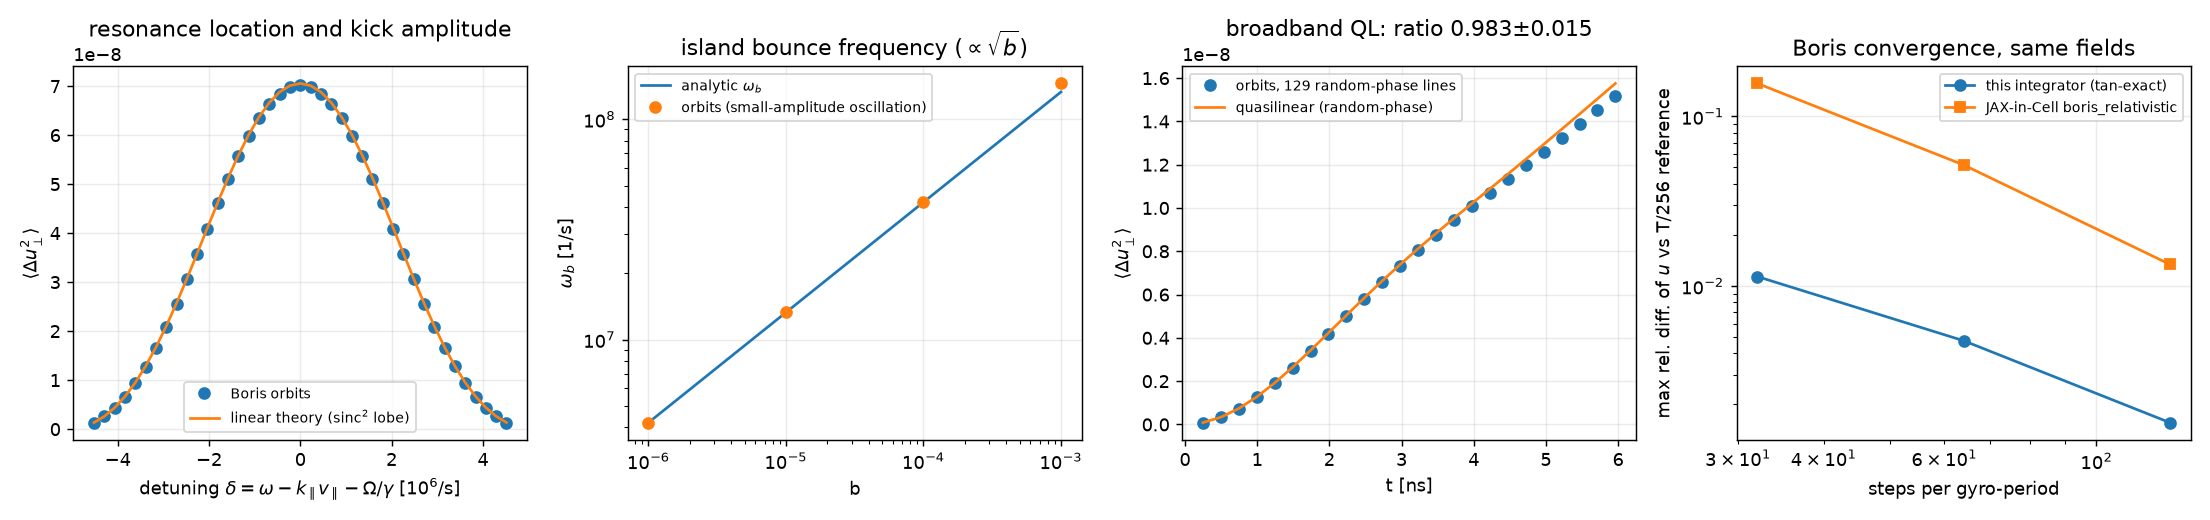 resonance location and kick amplitude
1e−8
7
6
5
4
3
2
1
0
⟨Δu²⊥⟩
Boris orbits
linear theory (sinc² lobe)
−4 −2 0 2 4
detuning δ = ω − k∥v∥ − Ω/γ [10⁶/s]
island bounce frequency (∝ √b)
analytic ω_b
orbits (small-amplitude oscillation)
10⁸
10⁷
ω_b [1/s]
10⁻⁶ 10⁻⁵ 10⁻⁴ 10⁻³
b
broadband QL: ratio 0.983±0.015
1e−8
1.6
1.4
1.2
1.0
0.8
0.6
0.4
0.2
0.0
⟨Δu²⊥⟩
orbits, 129 random-phase lines
quasilinear (random-phase)
0 1 2 3 4 5 6
t [ns]
Boris convergence, same fields
this integrator (tan-exact)
JAX-in-Cell boris_relativistic
10⁻¹
10⁻²
max rel. diff. of u vs T/256 reference
3 × 10¹ 4 × 10¹ 6 × 10¹ 10²
steps per gyro-period